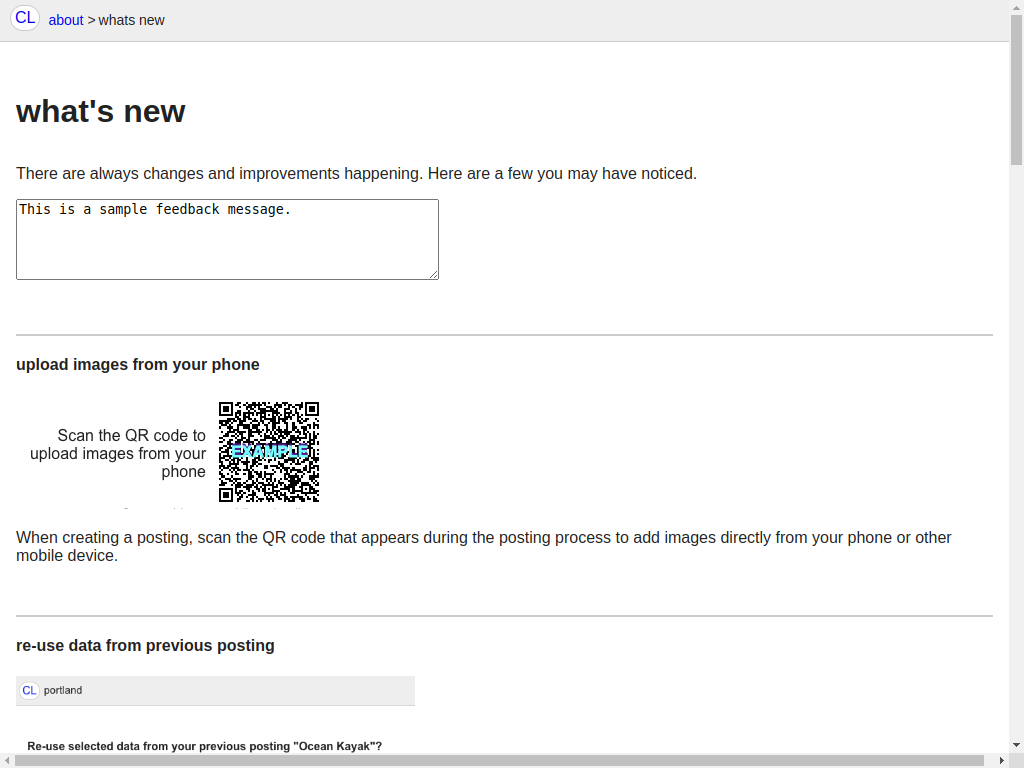 CL about > whats new
what's new
There are always changes and improvements happening. Here are a few you may have noticed.
This is a sample feedback message.
upload images from your phone
Scan the QR code to
upload images from your
phone
EXAMPLE
When creating a posting, scan the QR code that appears during the posting process to add images directly from your phone or other
mobile device.
re-use data from previous posting
CL portland
Re-use selected data from your previous posting "Ocean Kayak"?